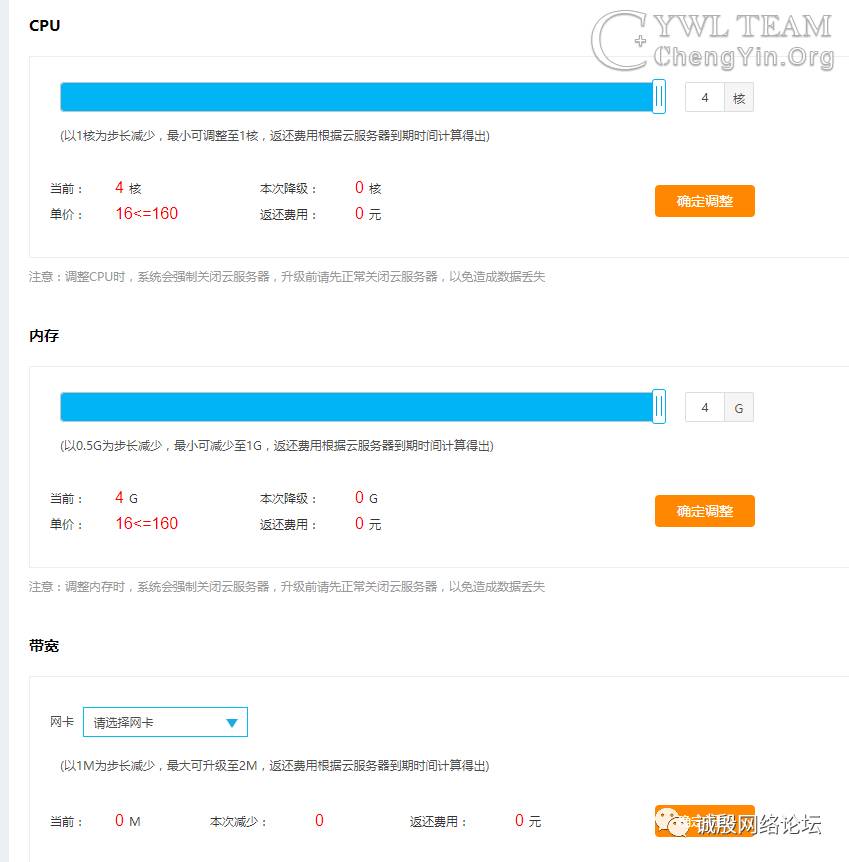 CPU
CYWL TEAM
ChengYin.Org
4 核
(以1核为步长减少，最小可调整至1核，返还费用根据云服务器到期时间计算得出)
当前： 4 核 本次降级： 0 核
单价： 16<=160 返还费用： 0 元
确定调整
注意：调整CPU时，系统会强制关闭云服务器，升级前请先正常关闭云服务器，以免造成数据丢失
内存
4 G
(以0.5G为步长减少，最小可减少至1G，返还费用根据云服务器到期时间计算得出)
当前： 4 G 本次降级： 0 G
单价： 16<=160 返还费用： 0 元
确定调整
注意：调整内存时，系统会强制关闭云服务器，升级前请先正常关闭云服务器，以免造成数据丢失
带宽
网卡 请选择网卡
(以1M为步长减少，最大可升级至2M，返还费用根据云服务器到期时间计算得出)
当前： 0 M 本次减少： 0 返还费用： 0 元
诚殷网络论坛